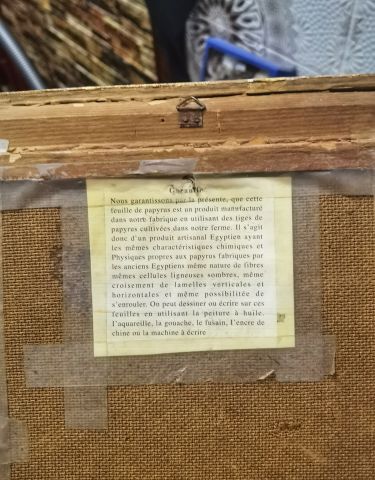 Garantie
Nous garantissons par la présente, que cette
feuille de papyrus est un produit manufacturé
dans notre fabrique en utilisant des tiges de
papyrus cultivées dans notre ferme. Il s'agit
donc d'un produit artisanal Egyptien ayant
les mêmes charactéristiques chimiques et
Physiques propres aux papyrus fabriques par
les anciens Egyptiens même nature de fibres
mêmes cellules ligneuses sombres, même
croisement de lamelles verticales et
horizontales et même possibilitée de
s'enrouler. On peut dessiner ou écrire sur ces
feuilles en utilisant la peiture à huile.
l'aquareille, la gouache, le fusain, l'encre de
chine ou la machine à écrire